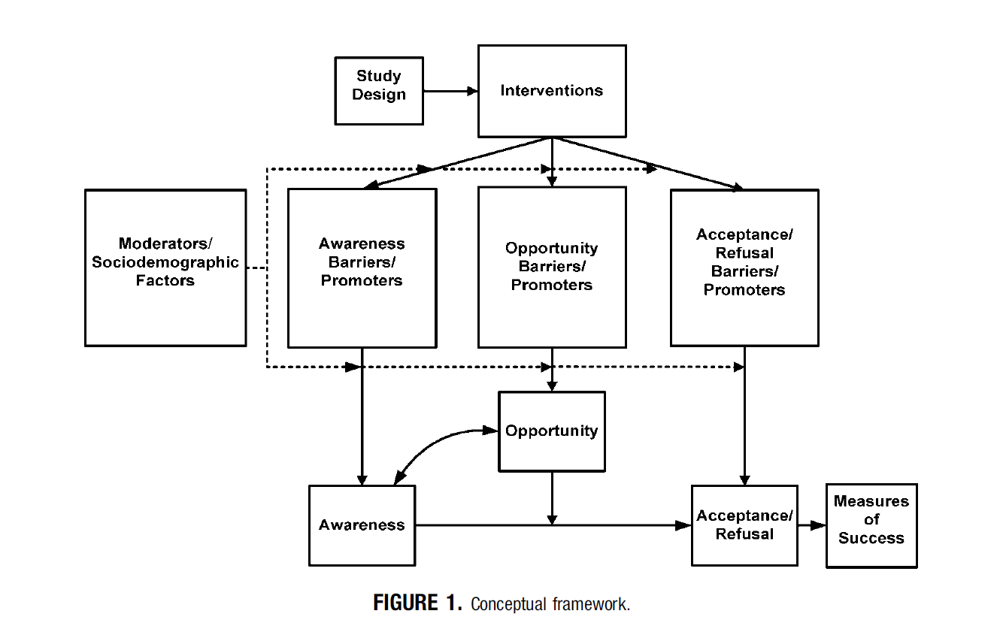 Study
Design
Interventions
Moderators/
Sociodemographic
Factors
Awareness
Barriers/
Promoters
Opportunity
Barriers/
Promoters
Acceptance/
Refusal
Barriers/
Promoters
Opportunity
Awareness
Acceptance/
Refusal
Measures
of
Success
FIGURE 1. Conceptual framework.